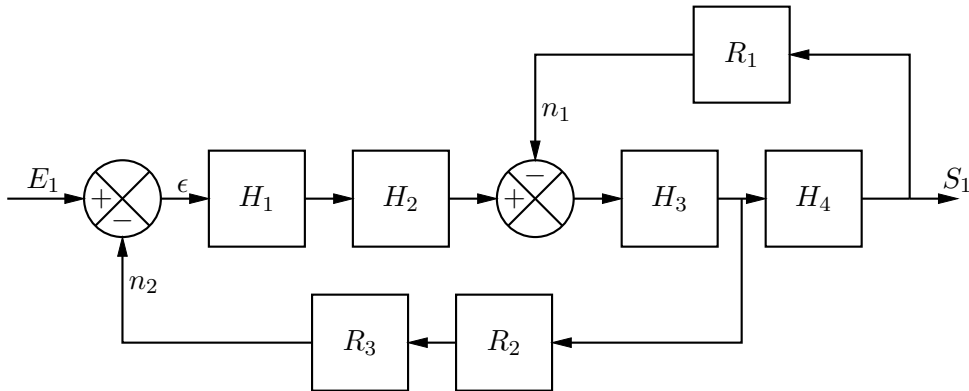 R₁
n₁
E₁ + − ϵ H₁ H₂ + − H₃ H₄ S₁
n₂
R₃ R₂